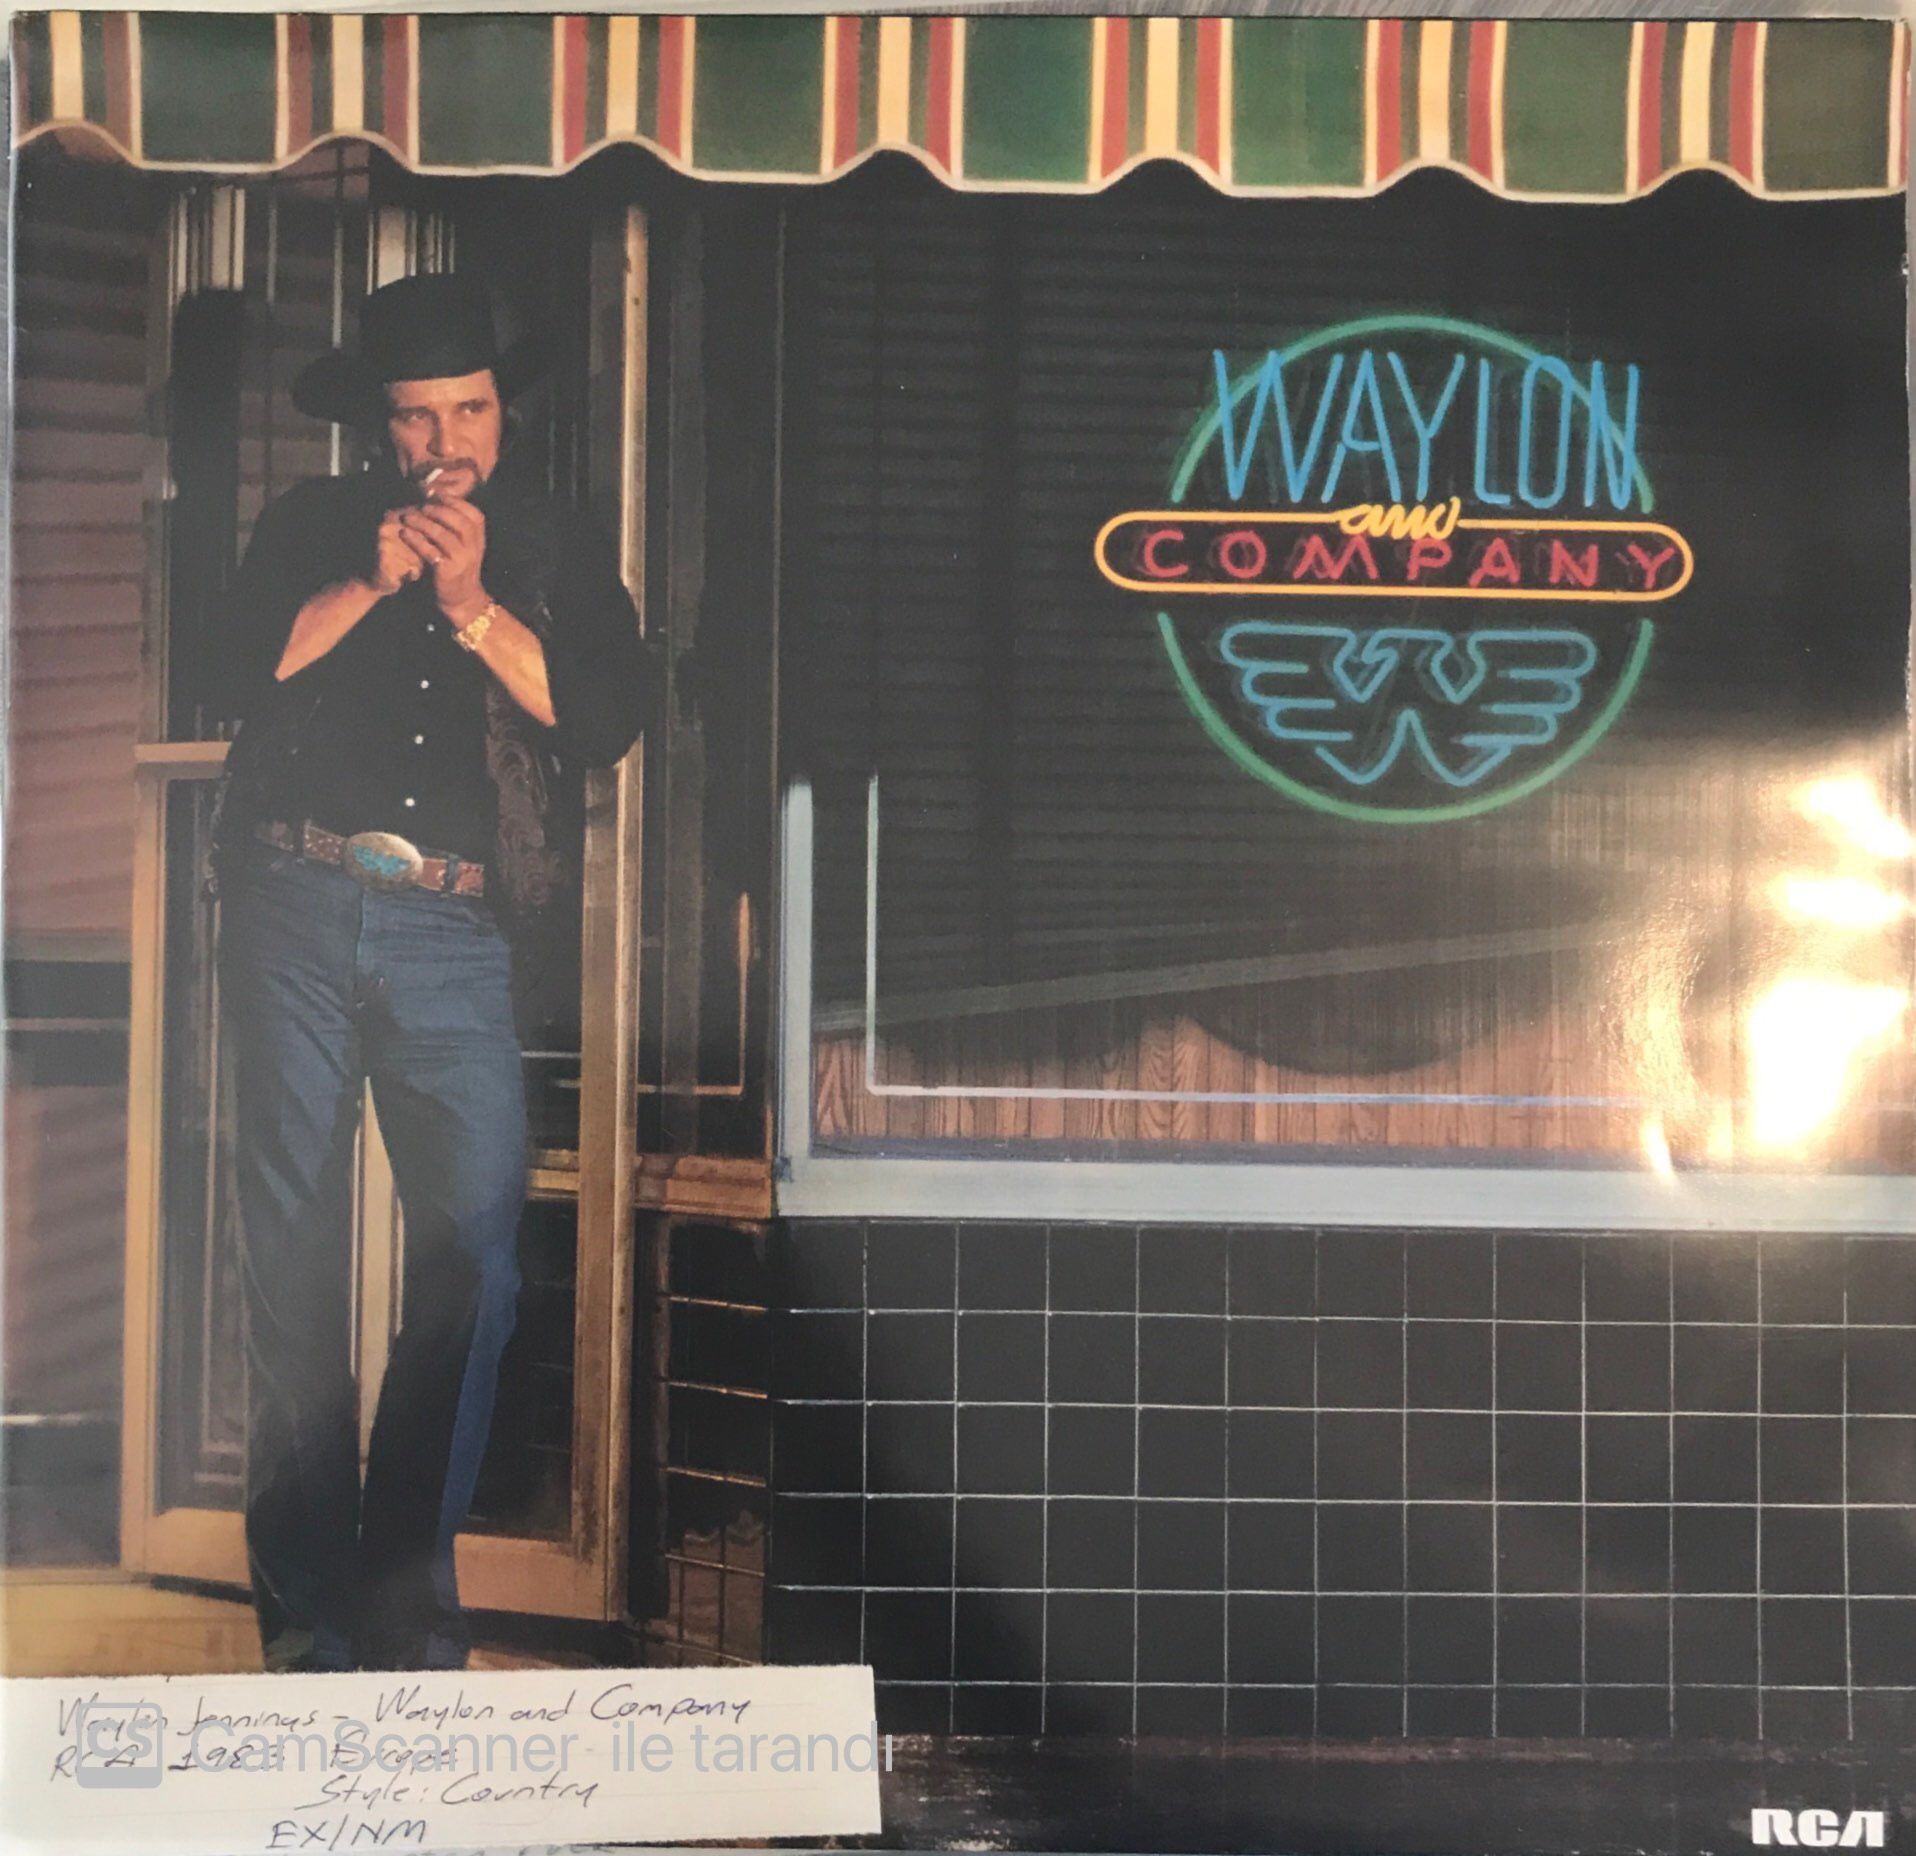 WAYLON
and
COMPANY
Waylon Jennings - Waylon and Company
RCA 1983 Europe
CS CamScanner ile tarandı
Style: Country
EX/NM
RCA